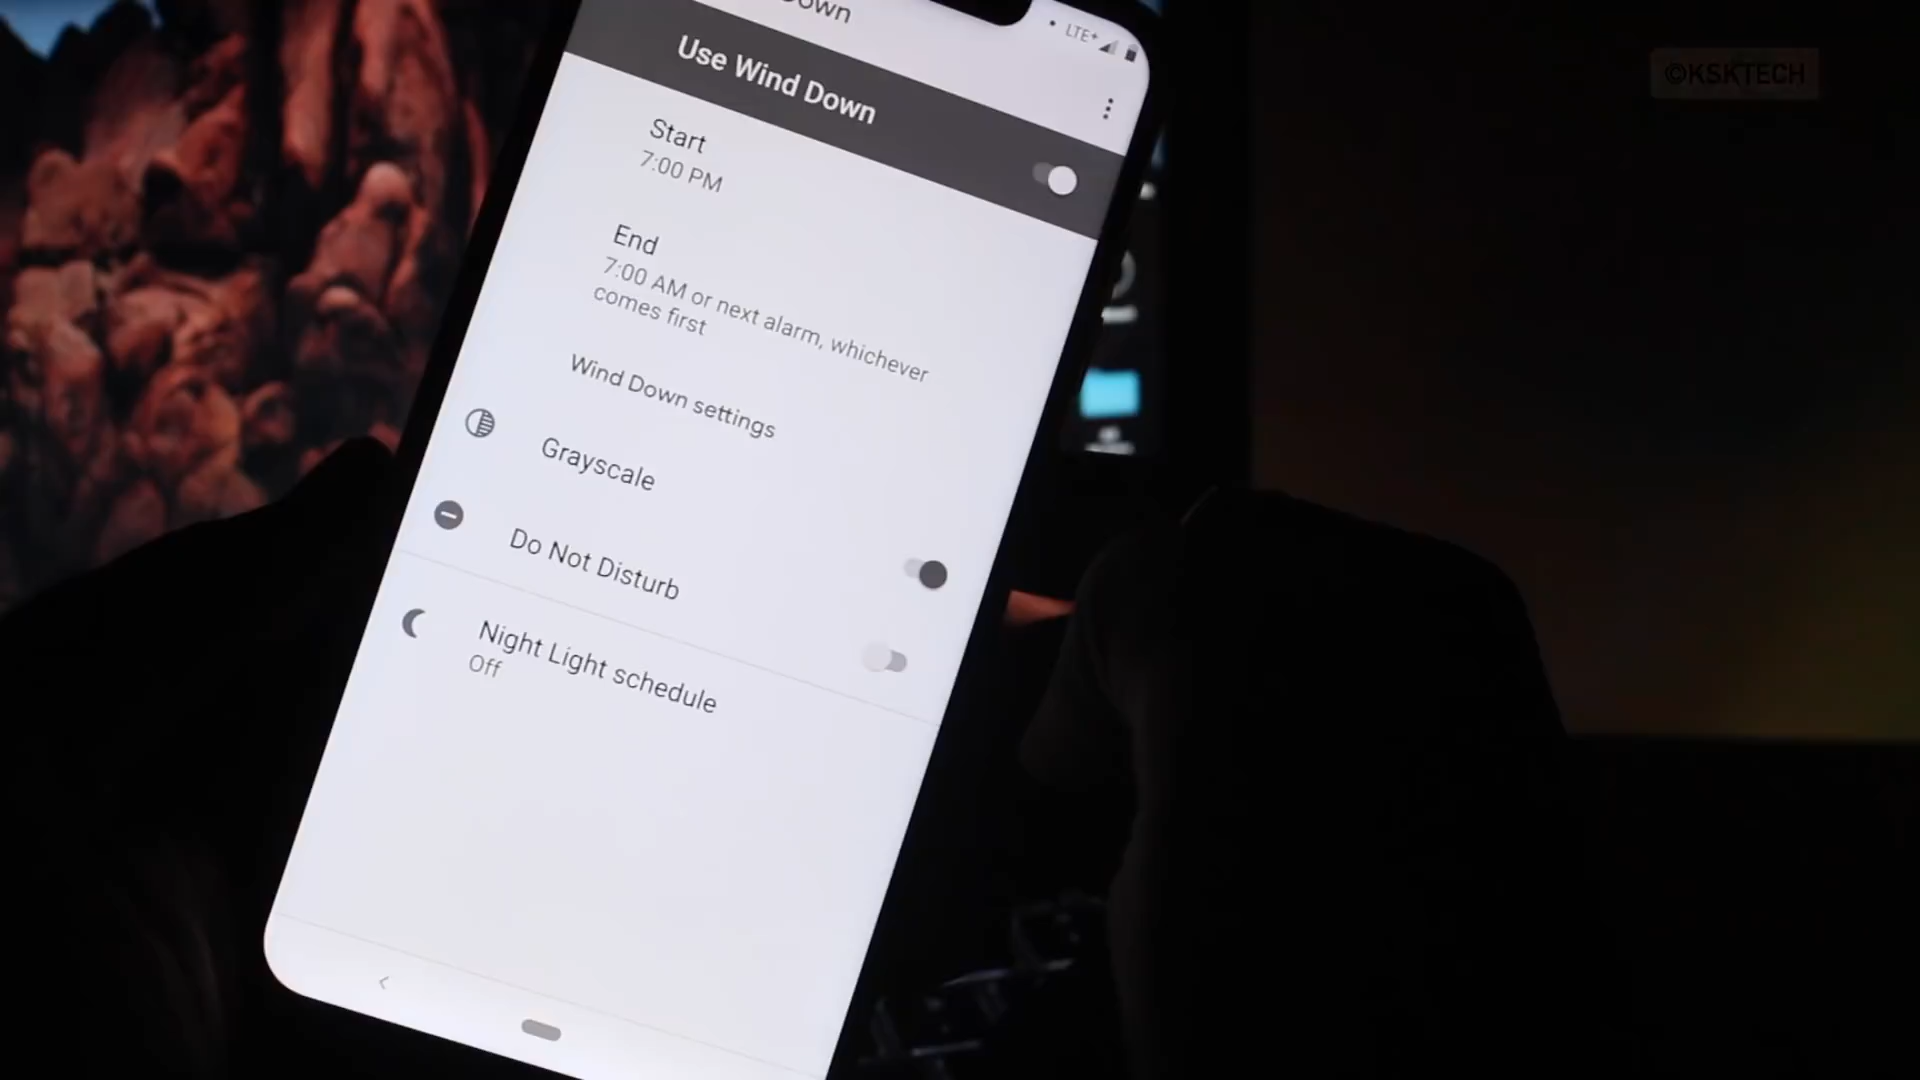 LTE+
Use Wind Down
Start
7:00 PM
End
7:00 AM or next alarm, whichever
comes first
Wind Down settings
Grayscale
Do Not Disturb
Night Light schedule
Off
©KSKTECH